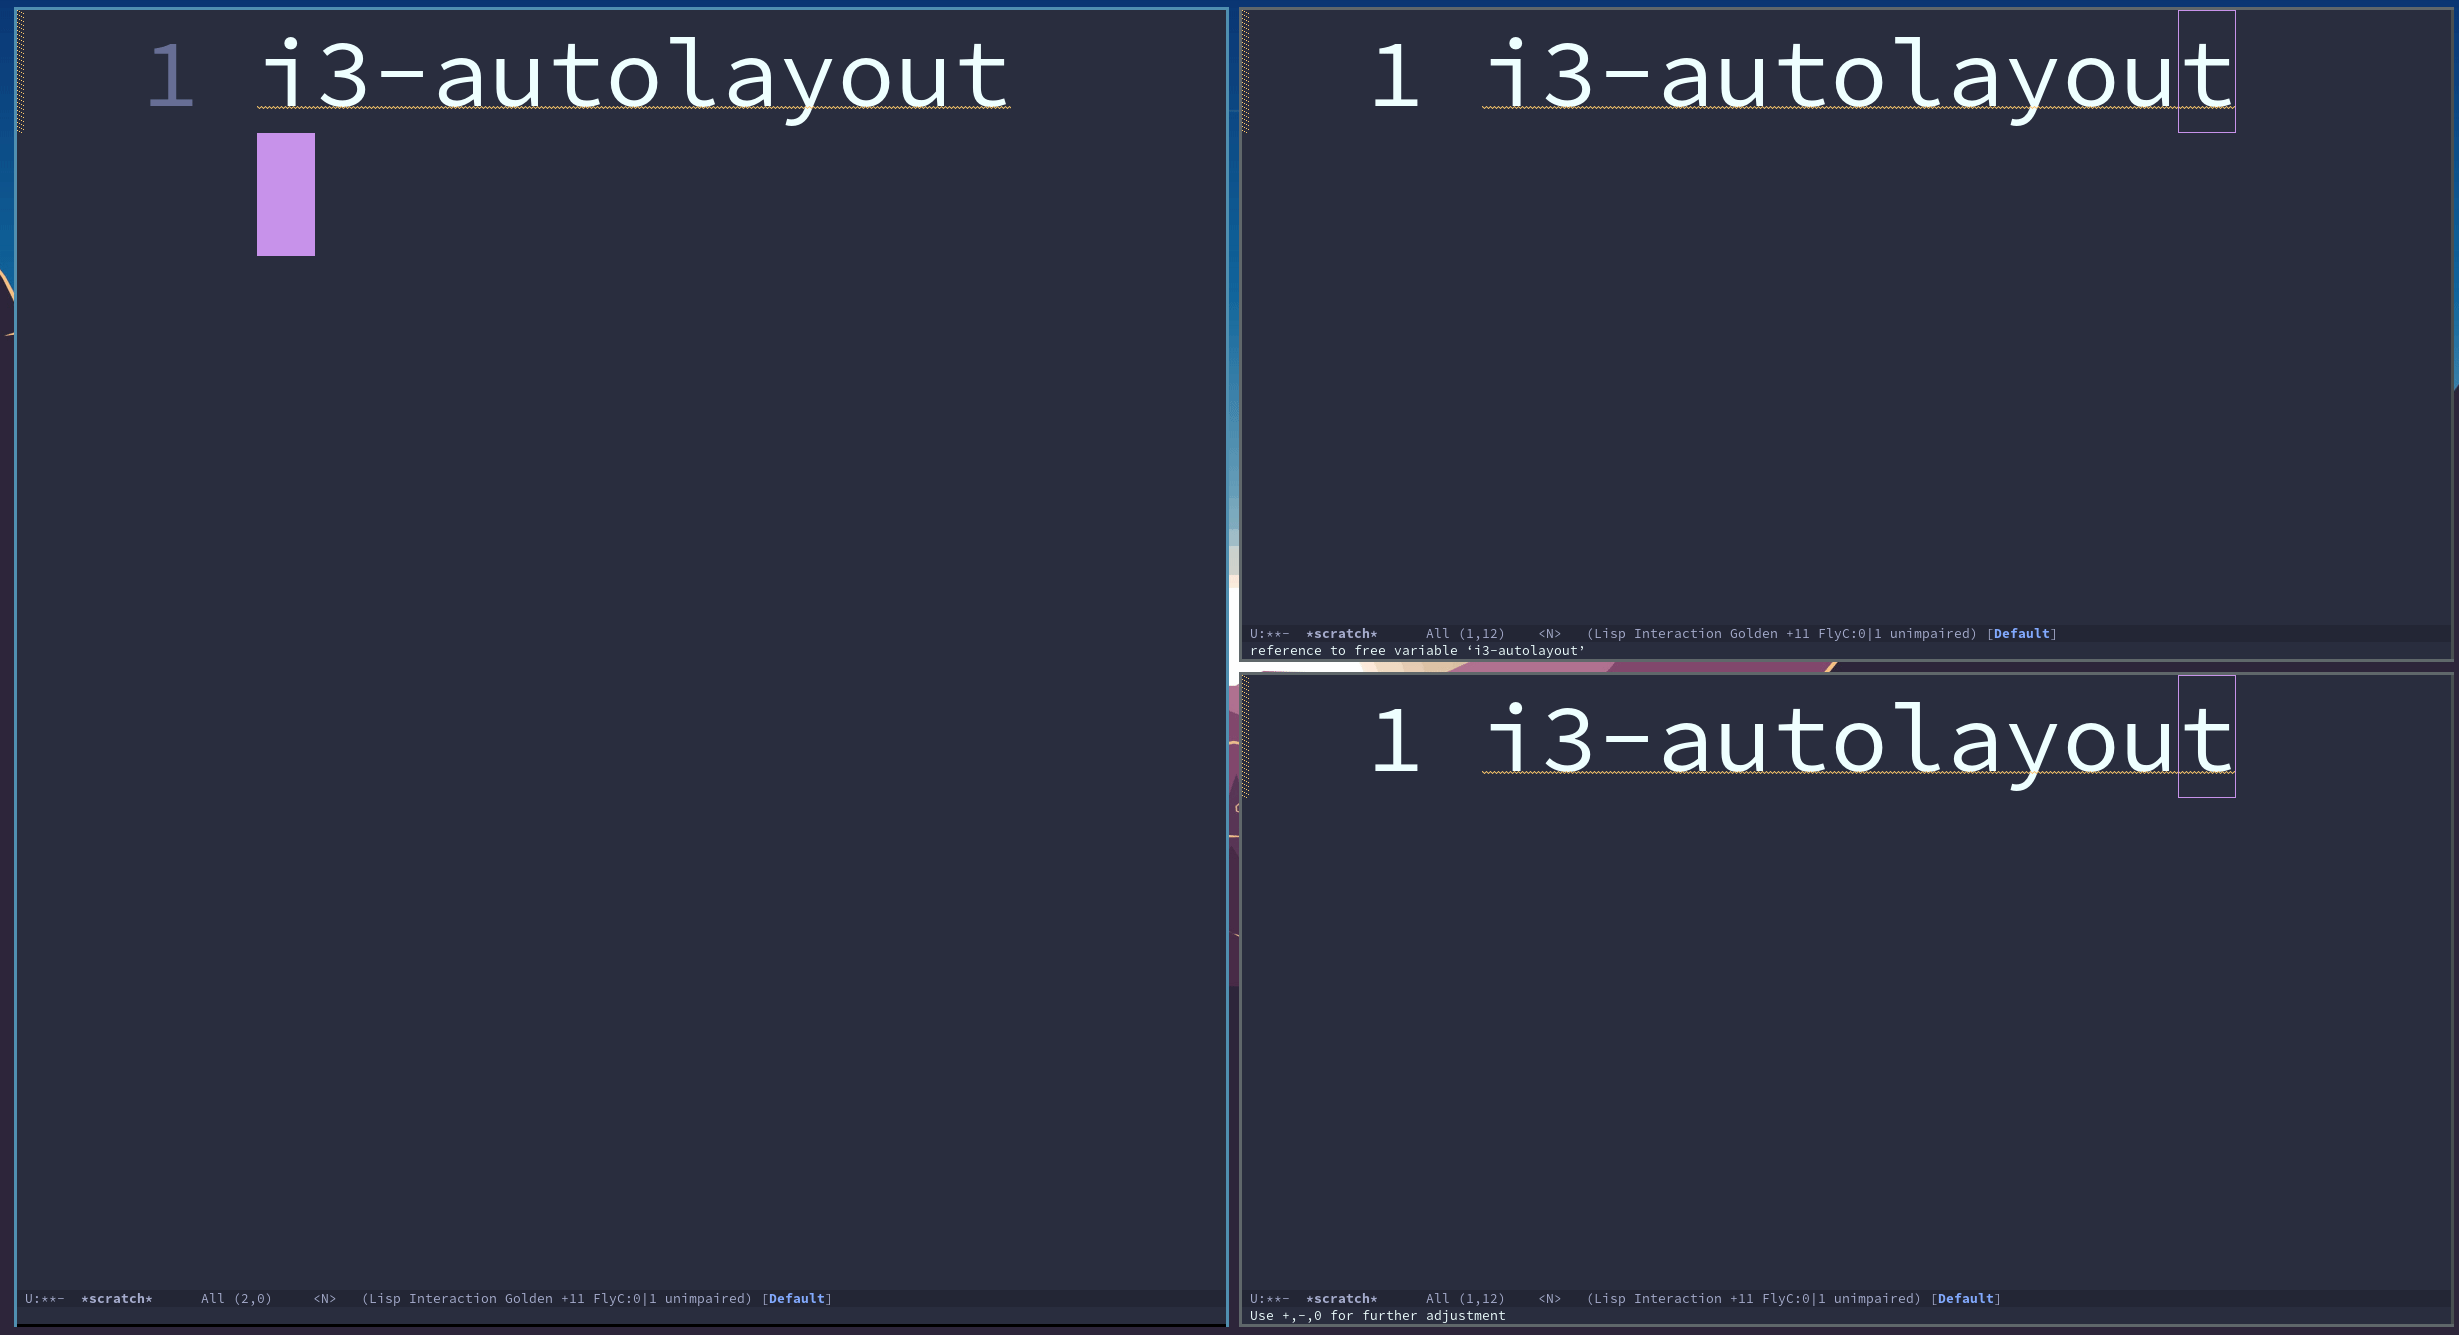 1 i3-autolayout
U:**-  *scratch*      All (2,0)     <N>   (Lisp Interaction Golden +11 FlyC:0|1 unimpaired) [Default]
1 i3-autolayout
U:**-  *scratch*      All (1,12)    <N>   (Lisp Interaction Golden +11 FlyC:0|1 unimpaired) [Default]
reference to free variable ‘i3-autolayout’
1 i3-autolayout
U:**-  *scratch*      All (1,12)    <N>   (Lisp Interaction Golden +11 FlyC:0|1 unimpaired) [Default]
Use +,-,0 for further adjustment